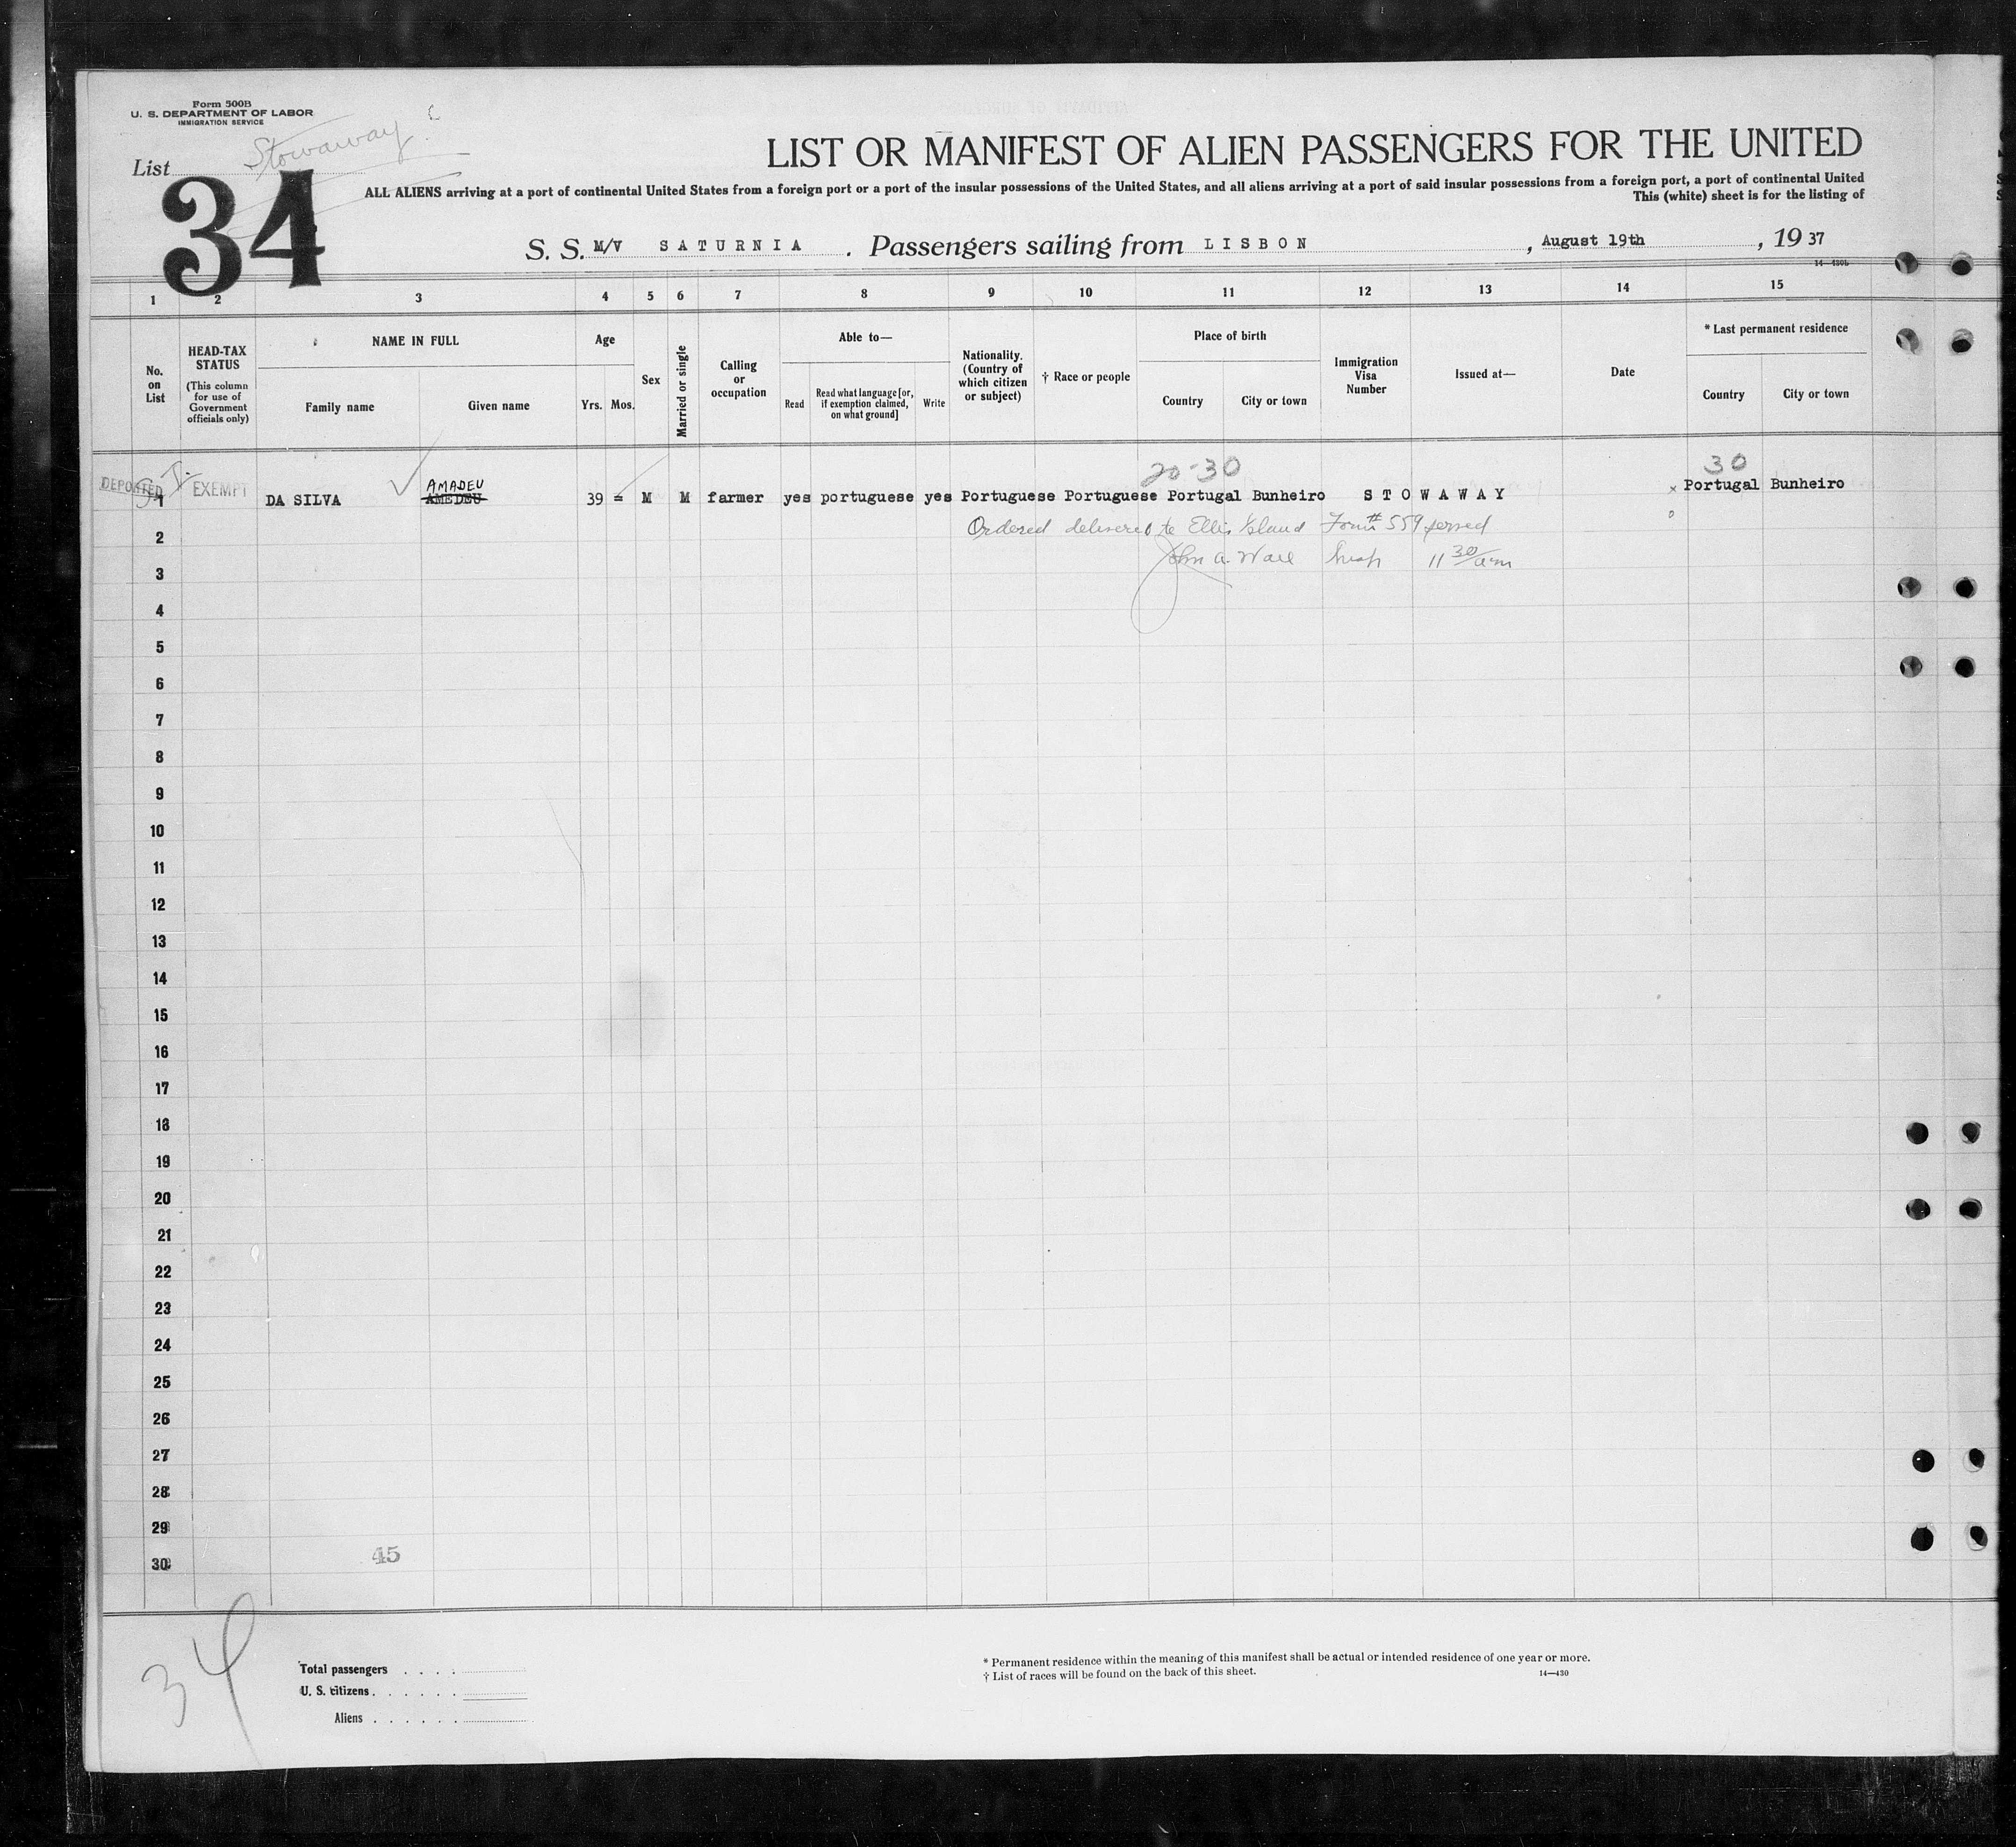 Form 500B
U. S. DEPARTMENT OF LABOR
IMMIGRATION SERVICE
Stowaway
List
34
LIST OR MANIFEST OF ALIEN PASSENGERS FOR THE UNITED
ALL ALIENS arriving at a port of continental United States from a foreign port or a port of the insular possessions of the United States, and all aliens arriving at a port of said insular possessions from a foreign port, a port of continental United
This (white) sheet is for the listing of
S. S. M/V SATURNIA . Passengers sailing from LISBON , August 19th , 19 37
14—430b
1 2 3 4 5 6 7 8 9 10 11 12 13 14 15
No. on List
HEAD-TAX STATUS (This column for use of Government officials only)
NAME IN FULL
Family name
Given name
Age
Yrs. Mos.
Sex
Married or single
Calling or occupation
Able to—
Read
Read what language [or, if exemption claimed, on what ground]
Write
Nationality. (Country of which citizen or subject)
† Race or people
Place of birth
Country
City or town
Immigration Visa Number
Issued at—
Date
* Last permanent residence
Country
City or town
20-30 30
DEPORTED 1 EXEMPT DA SILVA AMADEU AMEDEU 39 = M M farmer yes portuguese yes Portuguese Portuguese Portugal Bunheiro STOWAWAY x Portugal Bunheiro
2 Ordered delivered to Ellis Island Form # 559 served
3 John A. Ware Insp 11 30/am
4
5
6
7
8
9
10
11
12
13
14
15
16
17
18
19
20
21
22
23
24
25
26
27
28
29
30
45
34
Total passengers . . . .
U. S. citizens . . . . . .
Aliens . . . . . .
* Permanent residence within the meaning of this manifest shall be actual or intended residence of one year or more.
† List of races will be found on the back of this sheet.
14—430